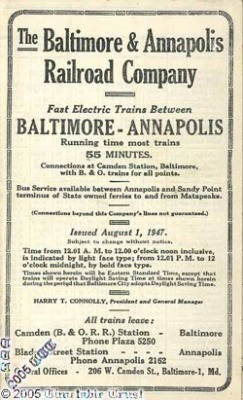 The Baltimore & Annapolis
Railroad Company
Fast Electric Trains Between
BALTIMORE - ANNAPOLIS
Running time most trains
55 MINUTES.
Connections at Camden Station, Baltimore,
with B. & O. trains for all points.
Bus Service available between Annapolis and Sandy Point
terminus of State owned ferries to and from Matapeake.
(Connections beyond this Company's lines not guaranteed.)
Issued August 1, 1947.
Subject to change without notice.
Time from 12.01 A. M. to 12.00 o'clock noon inclusive,
is indicated by light face type; from 12.01 P. M. to 12
o'clock midnight, by bold face type.
Times shown herein will be Eastern Standard Time, except that
trains will operate Daylight Saving Time at times shown herein
during the period that Baltimore City adopts Daylight Saving Time.
HARRY T. CONNOLLY, President and General Manager
All trains leave:
Camden (B. & O. R. R.) Station - Baltimore
Phone Plaza 5250
Street Station - - - Annapolis
Phone Annapolis 2162
Offices - 206 W. Camden St., Baltimore-1, Md.
© 2005
2005